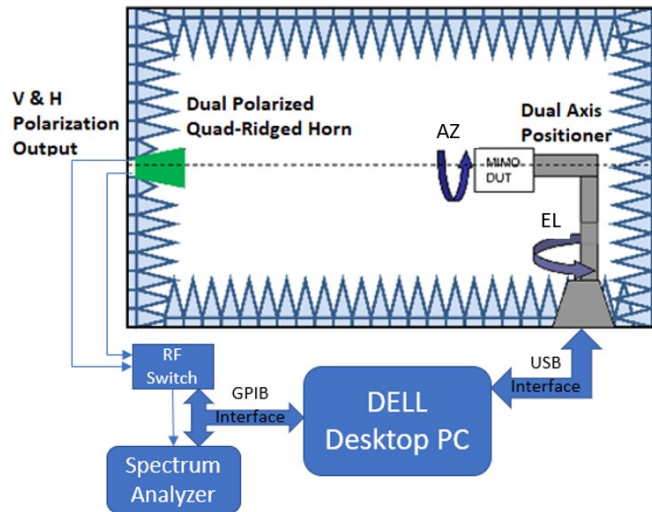 V & H
Polarization
Output
Dual Polarized
Quad-Ridged Horn
AZ
Dual Axis
Positioner
MIMO
DUT
EL
RF
Switch
GPIB
Interface
DELL
Desktop PC
USB
Interface
Spectrum
Analyzer